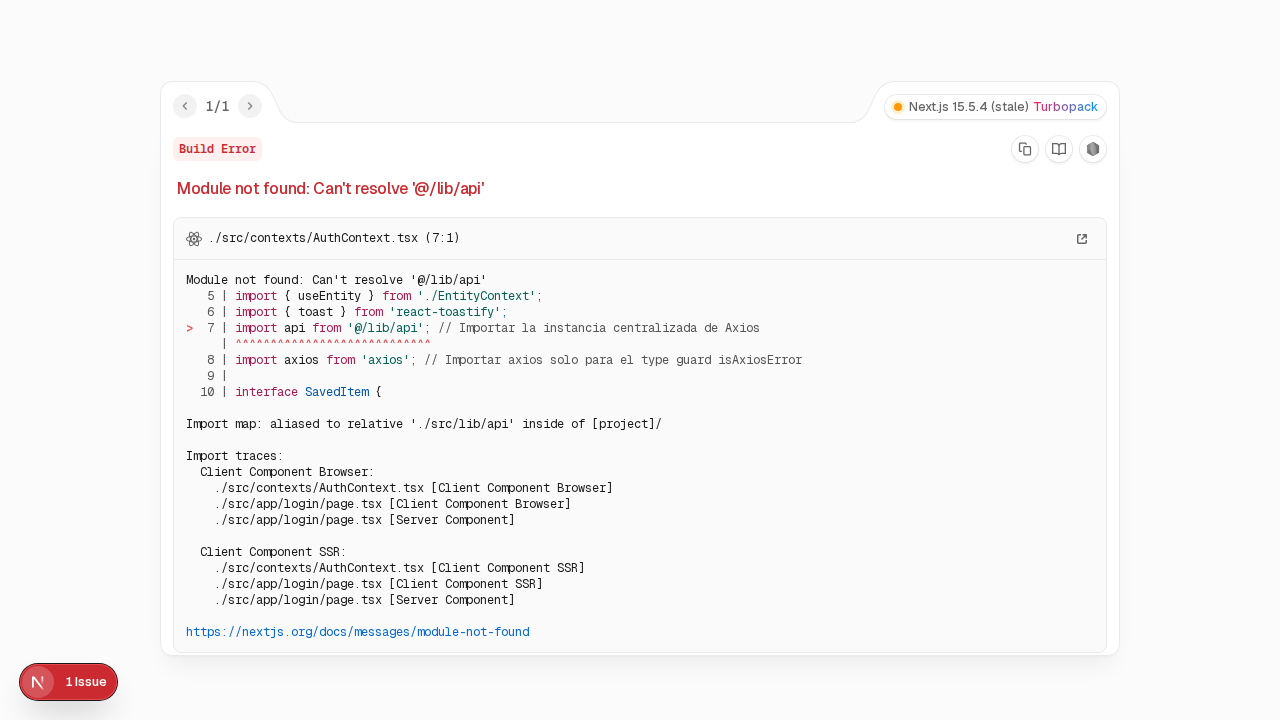 1/1
Next.js 15.5.4 (stale) Turbopack
Build Error
Module not found: Can't resolve '@/lib/api'
./src/contexts/AuthContext.tsx (7:1)
Module not found: Can't resolve '@/lib/api'
   5 | import { useEntity } from './EntityContext';
   6 | import { toast } from 'react-toastify';
>  7 | import api from '@/lib/api'; // Importar la instancia centralizada de Axios
     | ^^^^^^^^^^^^^^^^^^^^^^^^^^^^
   8 | import axios from 'axios'; // Importar axios solo para el type guard isAxiosError
   9 |
  10 | interface SavedItem {
Import map: aliased to relative './src/lib/api' inside of [project]/
Import traces:
  Client Component Browser:
    ./src/contexts/AuthContext.tsx [Client Component Browser]
    ./src/app/login/page.tsx [Client Component Browser]
    ./src/app/login/page.tsx [Server Component]
  Client Component SSR:
    ./src/contexts/AuthContext.tsx [Client Component SSR]
    ./src/app/login/page.tsx [Client Component SSR]
    ./src/app/login/page.tsx [Server Component]
https://nextjs.org/docs/messages/module-not-found
N 1 Issue